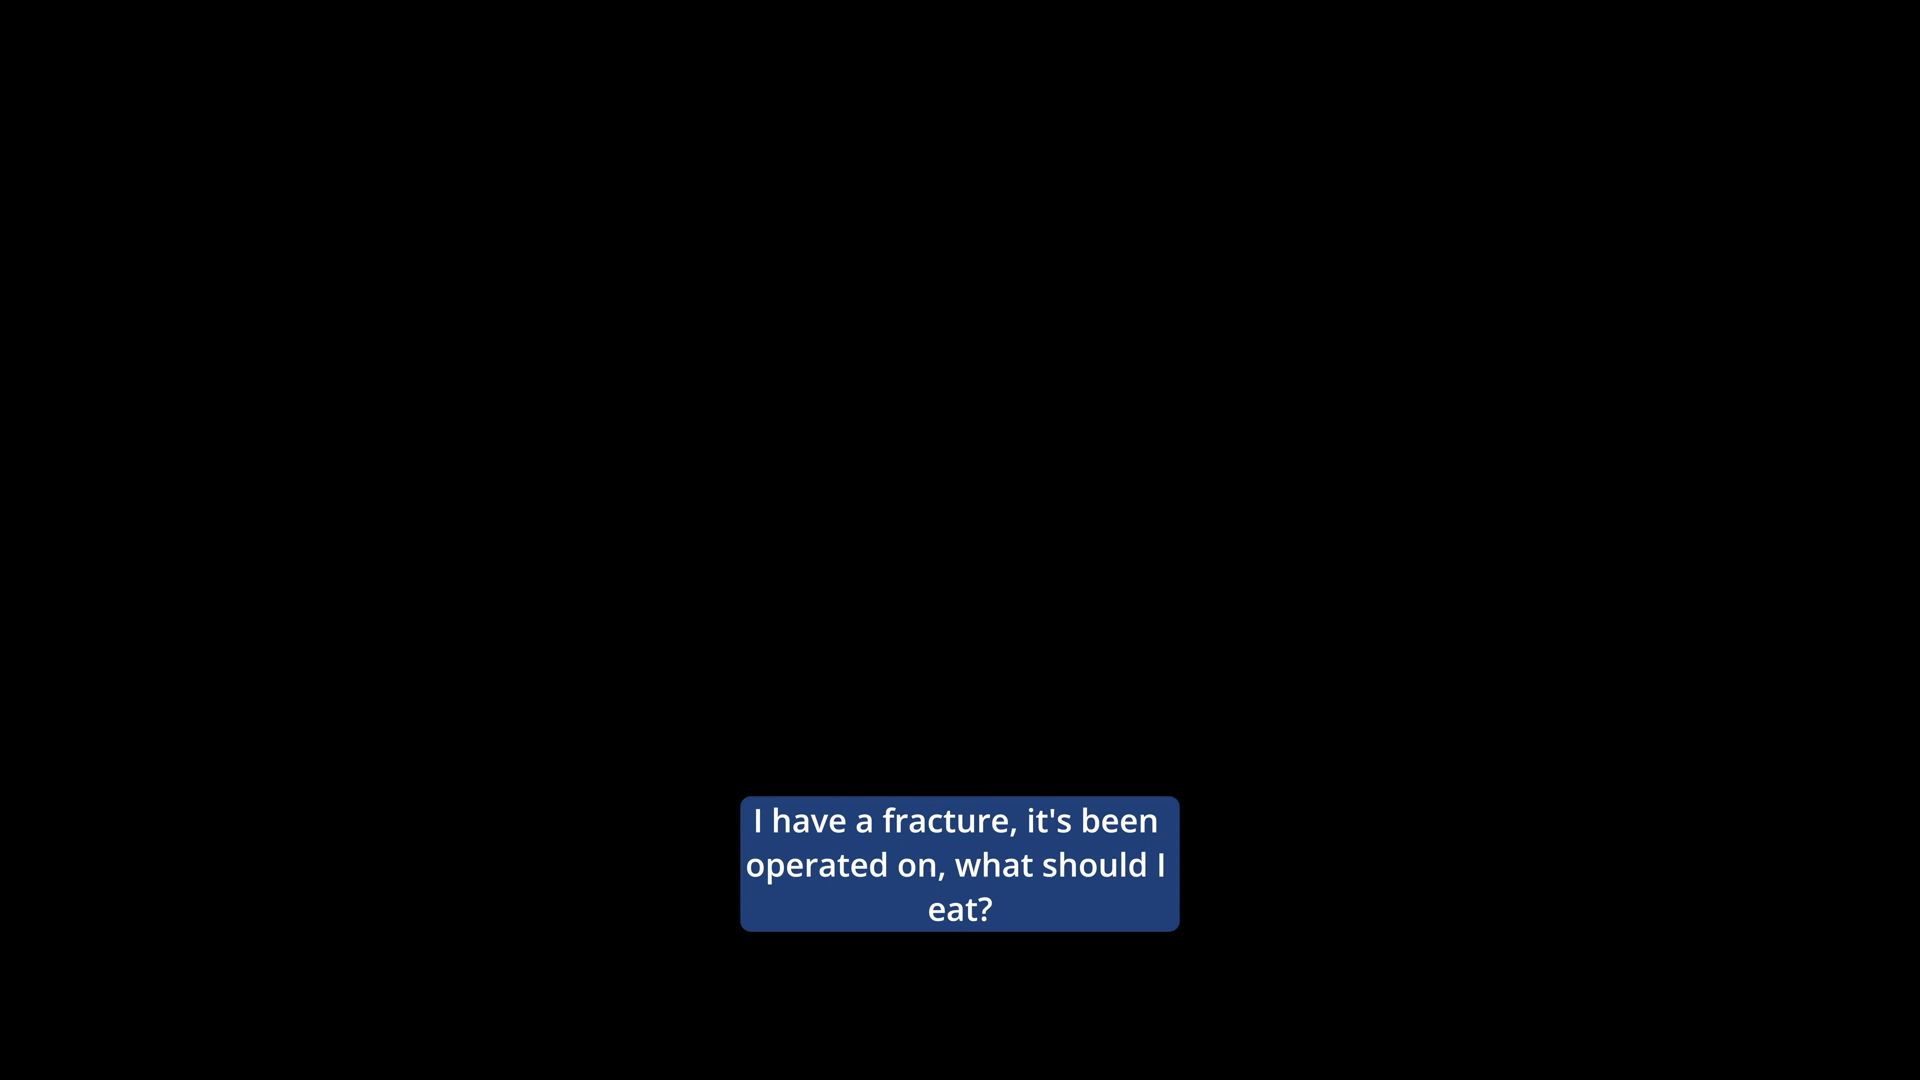 I have a fracture, it's been
operated on, what should I
eat?